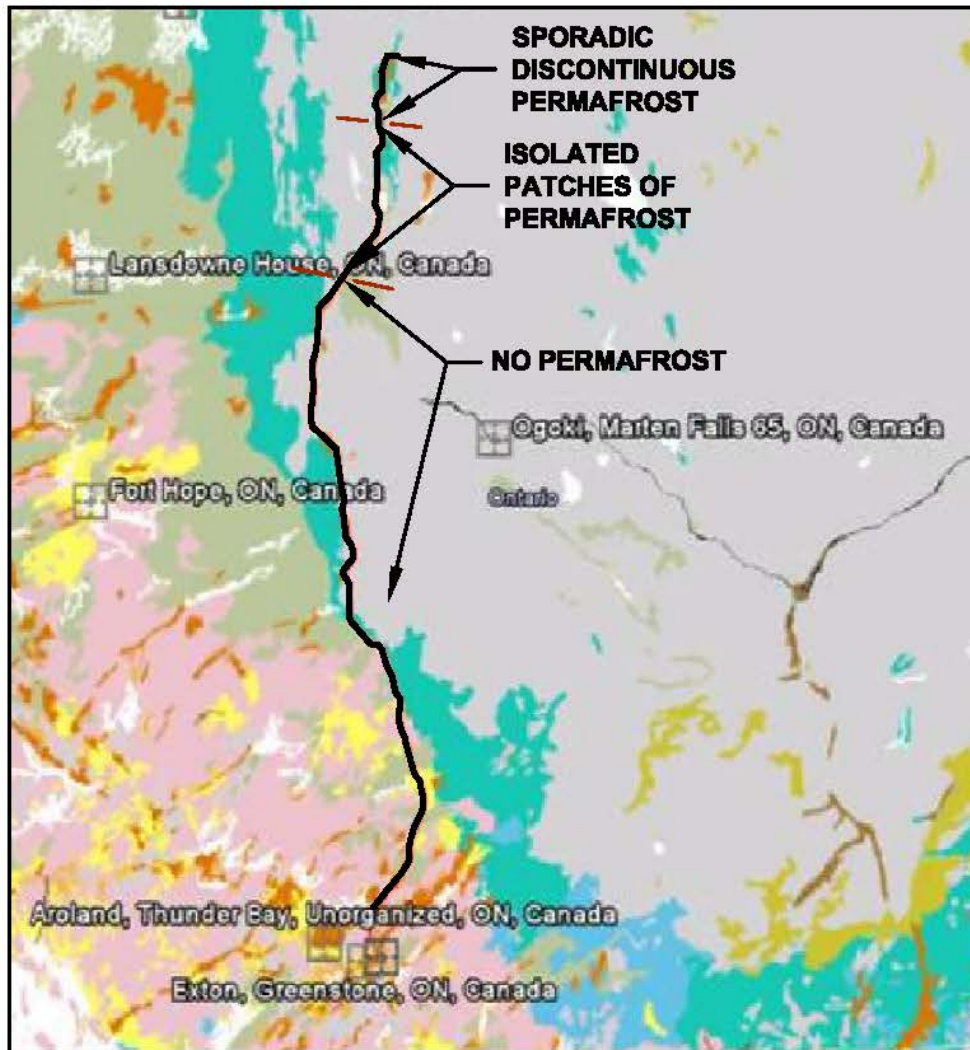 SPORADIC
DISCONTINUOUS
PERMAFROST
ISOLATED
PATCHES OF
PERMAFROST
Lansdowne House, ON, Canada
NO PERMAFROST
Ogoki, Marten Falls 65, ON, Canada
Fort Hope, ON, Canada
Ontario
Aroland, Thunder Bay, Unorganized, ON, Canada
Exton, Greenstone, ON, Canada